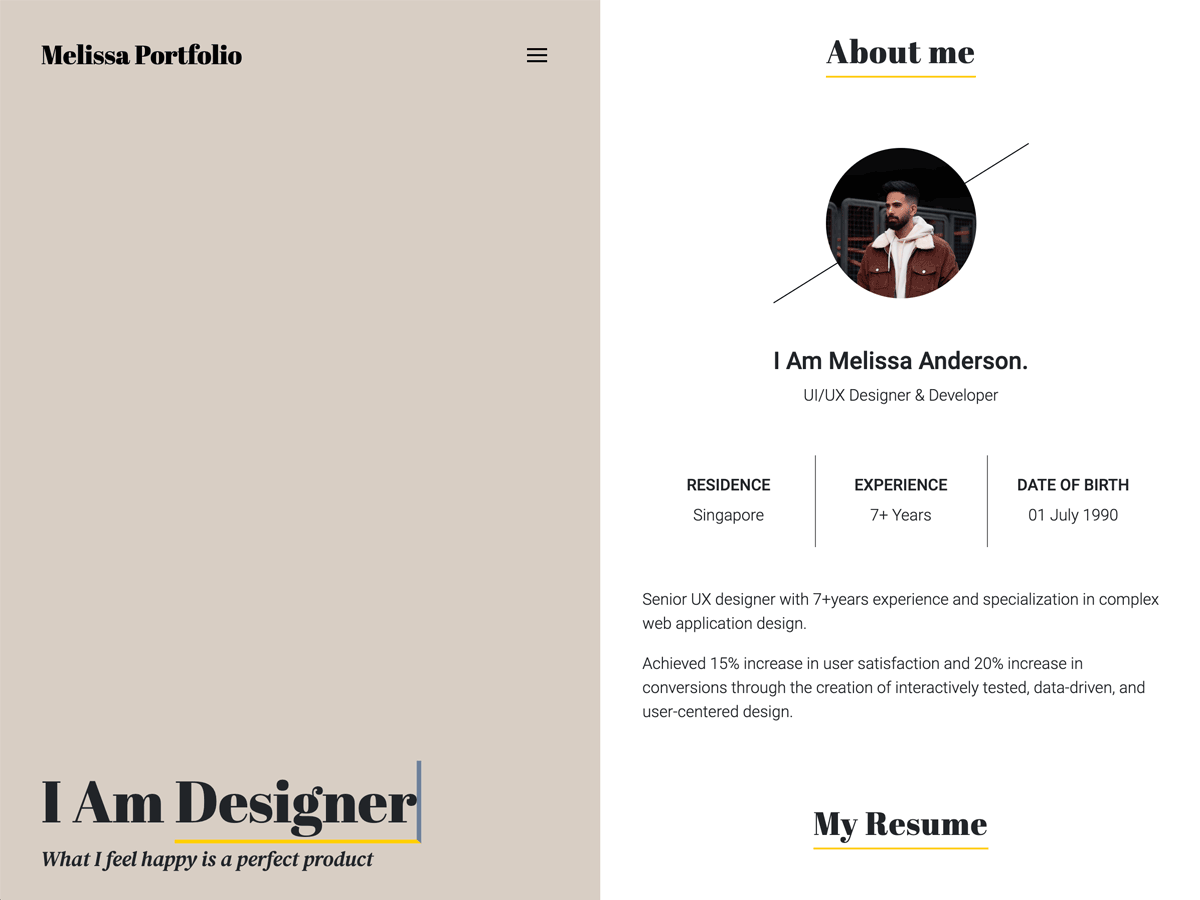 Melissa Portfolio
I Am Designer
What I feel happy is a perfect product
About me
I Am Melissa Anderson.
UI/UX Designer & Developer
RESIDENCE
Singapore
EXPERIENCE
7+ Years
DATE OF BIRTH
01 July 1990
Senior UX designer with 7+years experience and specialization in complex
web application design.
Achieved 15% increase in user satisfaction and 20% increase in
conversions through the creation of interactively tested, data-driven, and
user-centered design.
My Resume